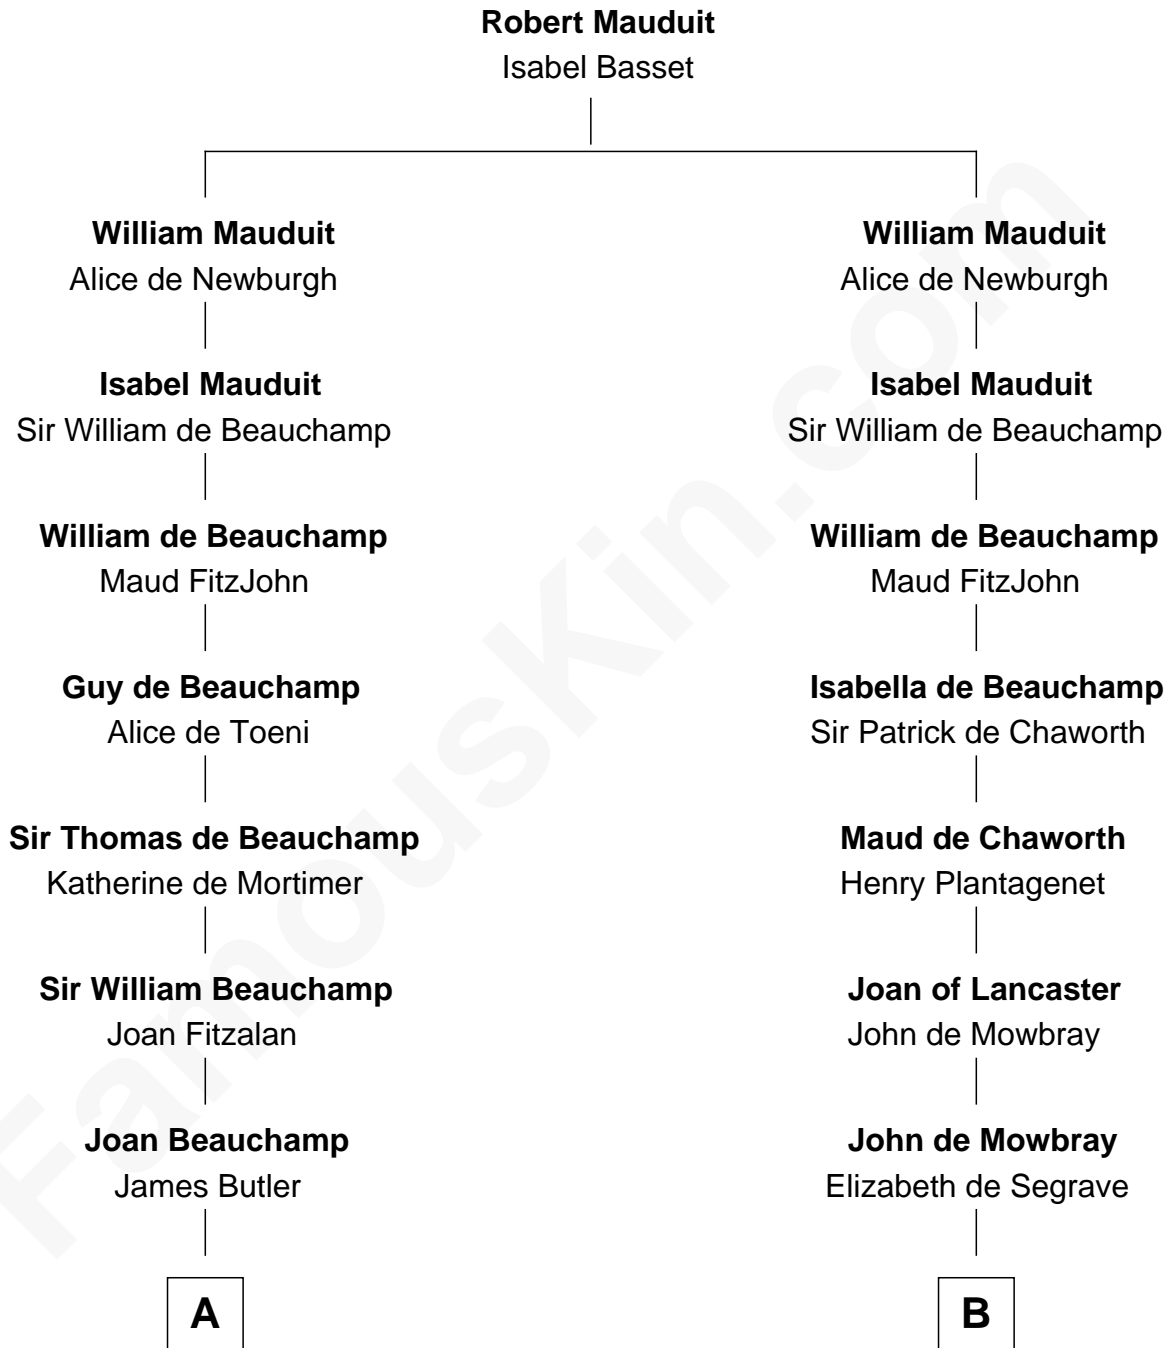 Robert Mauduit
Isabel Basset
William Mauduit
Alice de Newburgh
William Mauduit
Alice de Newburgh
Isabel Mauduit
Sir William de Beauchamp
Isabel Mauduit
Sir William de Beauchamp
William de Beauchamp
Maud FitzJohn
William de Beauchamp
Maud FitzJohn
Guy de Beauchamp
Alice de Toeni
Isabella de Beauchamp
Sir Patrick de Chaworth
Sir Thomas de Beauchamp
Katherine de Mortimer
Maud de Chaworth
Henry Plantagenet
Sir William Beauchamp
Joan Fitzalan
Joan of Lancaster
John de Mowbray
Joan Beauchamp
James Butler
John de Mowbray
Elizabeth de Segrave
A
B
FamousKin.com